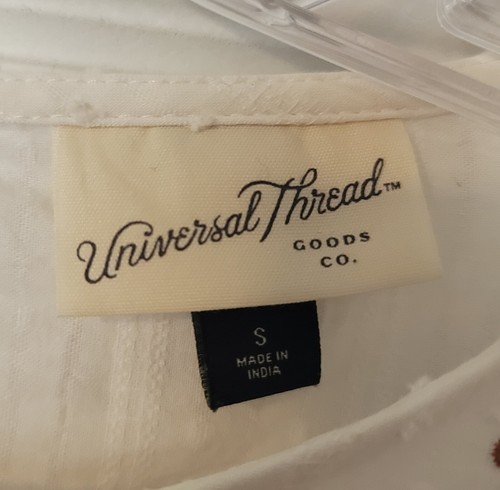 Universal Thread™
GOODS
CO.
S
MADE IN
INDIA